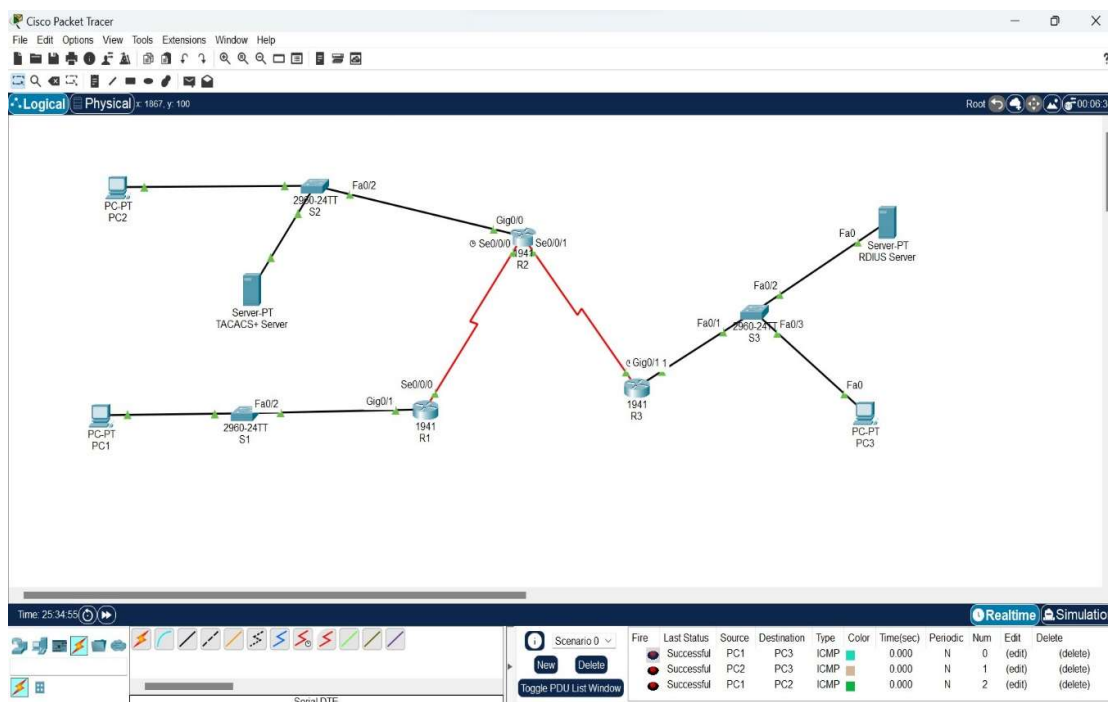 Cisco Packet Tracer
File Edit Options View Tools Extensions Window Help
Logical Physical x: 1867, y: 100 Root 00:06:3
PC-PT
PC2
2960-24TT
S2
Fa0/2
Gig0/0
Se0/0/0 Se0/0/1
1941
R2
Server-PT
TACACS+ Server
Fa0
Server-PT
RDIUS Server
Fa0/2
Fa0/1 2960-24TT Fa0/3
S3
Gig0/1 1
1941
R3
Fa0
PC-PT
PC3
Se0/0/0
Fa0/2 Gig0/1
PC-PT
PC1
2960-24TT
S1
1941
R1
Time: 25:34:55 Realtime Simulatio
Scenario 0
New Delete
Toggle PDU List Window
Fire Last Status Source Destination Type Color Time(sec) Periodic Num Edit Delete
Successful PC1 PC3 ICMP 0.000 N 0 (edit) (delete)
Successful PC2 PC3 ICMP 0.000 N 1 (edit) (delete)
Successful PC1 PC2 ICMP 0.000 N 2 (edit) (delete)
Serial DTE